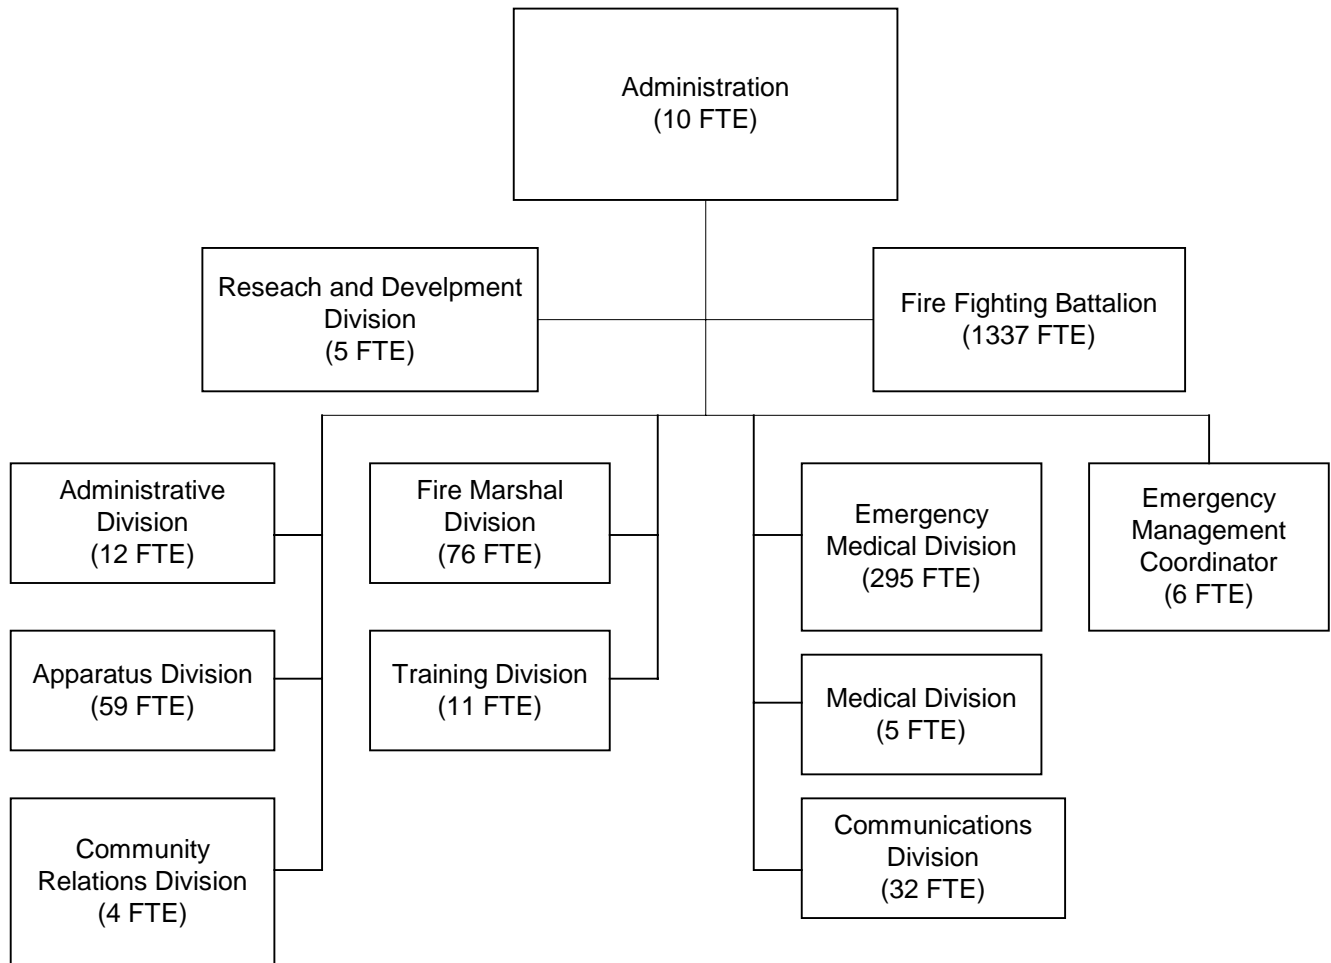 Administration
(10 FTE)
Reseach and Develpment
Division
(5 FTE)
Fire Fighting Battalion
(1337 FTE)
Administrative
Division
(12 FTE)
Fire Marshal
Division
(76 FTE)
Emergency
Medical Division
(295 FTE)
Emergency
Management
Coordinator
(6 FTE)
Apparatus Division
(59 FTE)
Training Division
(11 FTE)
Medical Division
(5 FTE)
Community
Relations Division
(4 FTE)
Communications
Division
(32 FTE)